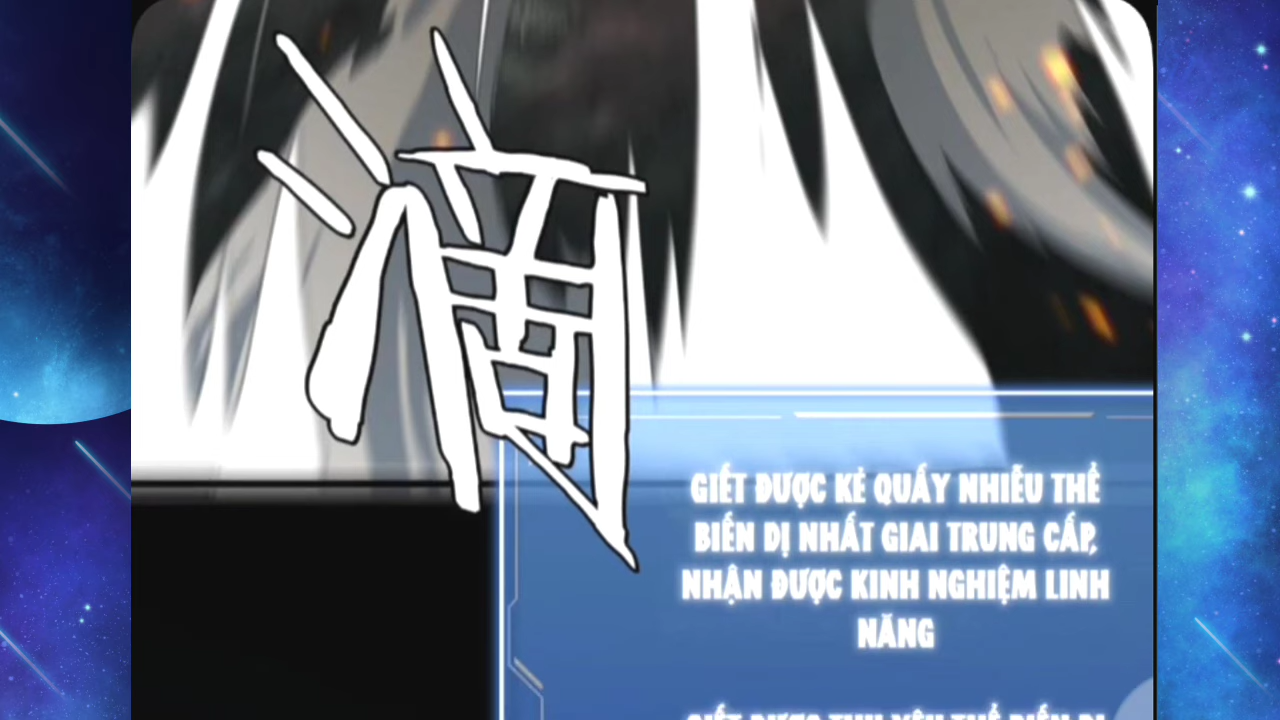 滴
GIẾT ĐƯỢC KẺ QUẤY NHIỄU THỂ
BIẾN DỊ NHẤT GIAI TRUNG CẤP,
NHẬN ĐƯỢC KINH NGHIỆM LINH
NĂNG